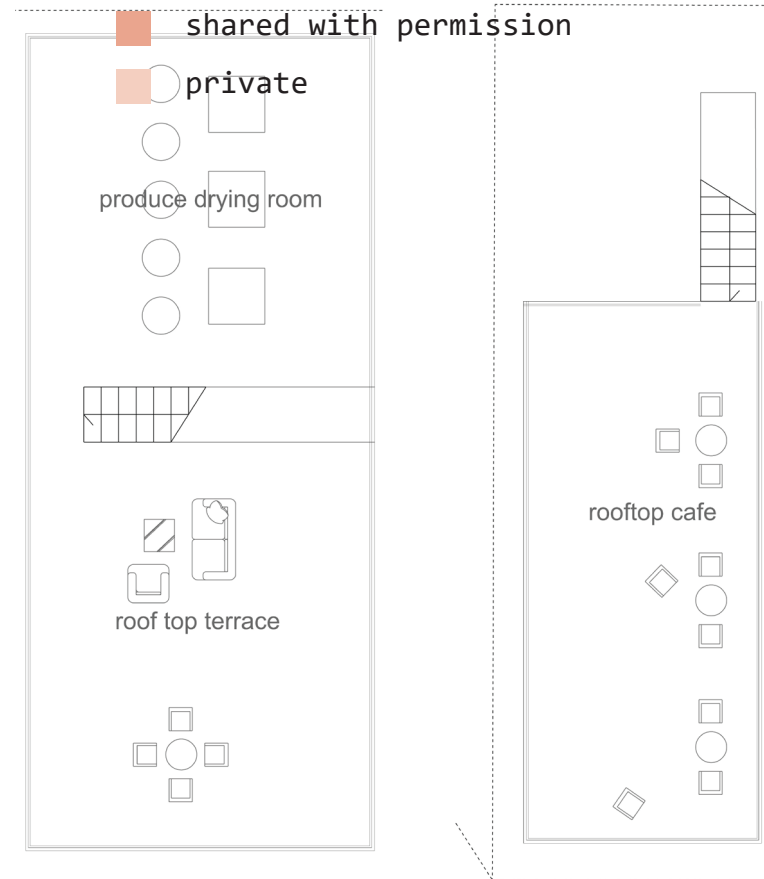 shared with permission
private
produce drying room
rooftop cafe
roof top terrace